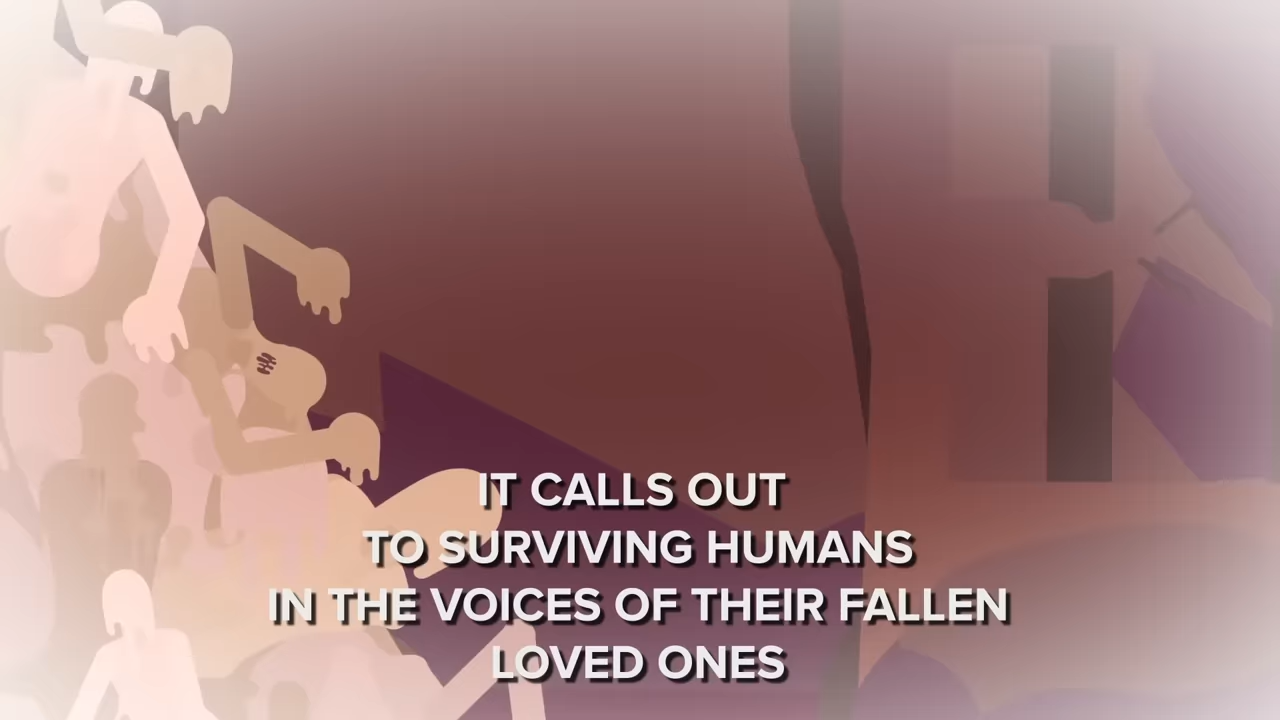 IT CALLS OUT
TO SURVIVING HUMANS
IN THE VOICES OF THEIR FALLEN
LOVED ONES